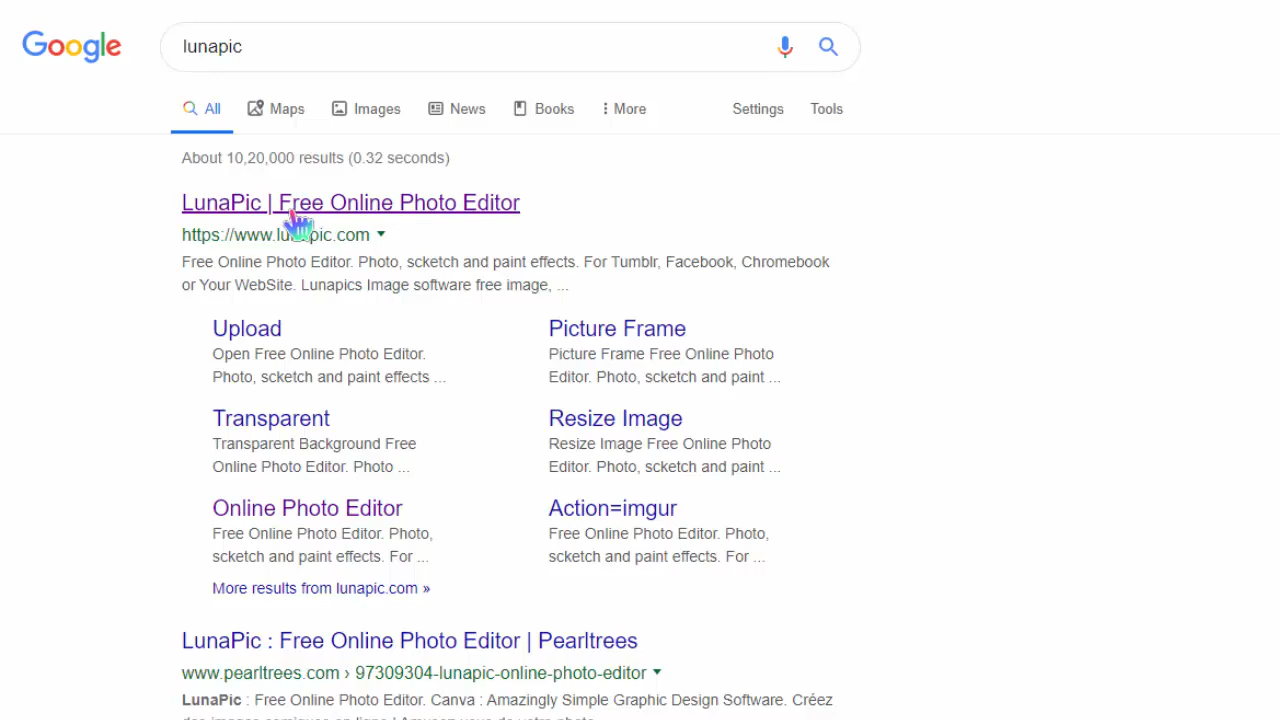 Google
lunapic
All Maps Images News Books More Settings Tools
About 10,20,000 results (0.32 seconds)
LunaPic | Free Online Photo Editor
https://www.lunapic.com
Free Online Photo Editor. Photo, scketch and paint effects. For Tumblr, Facebook, Chromebook
or Your WebSite. Lunapics Image software free image, ...
Upload
Open Free Online Photo Editor.
Photo, scketch and paint effects ...
Picture Frame
Picture Frame Free Online Photo
Editor. Photo, scketch and paint ...
Transparent
Transparent Background Free
Online Photo Editor. Photo ...
Resize Image
Resize Image Free Online Photo
Editor. Photo, scketch and paint ...
Online Photo Editor
Free Online Photo Editor. Photo,
scketch and paint effects. For ...
Action=imgur
Free Online Photo Editor. Photo,
scketch and paint effects. For ...
More results from lunapic.com »
LunaPic : Free Online Photo Editor | Pearltrees
www.pearltrees.com › 97309304-lunapic-online-photo-editor
LunaPic : Free Online Photo Editor. Canva : Amazingly Simple Graphic Design Software. Créez